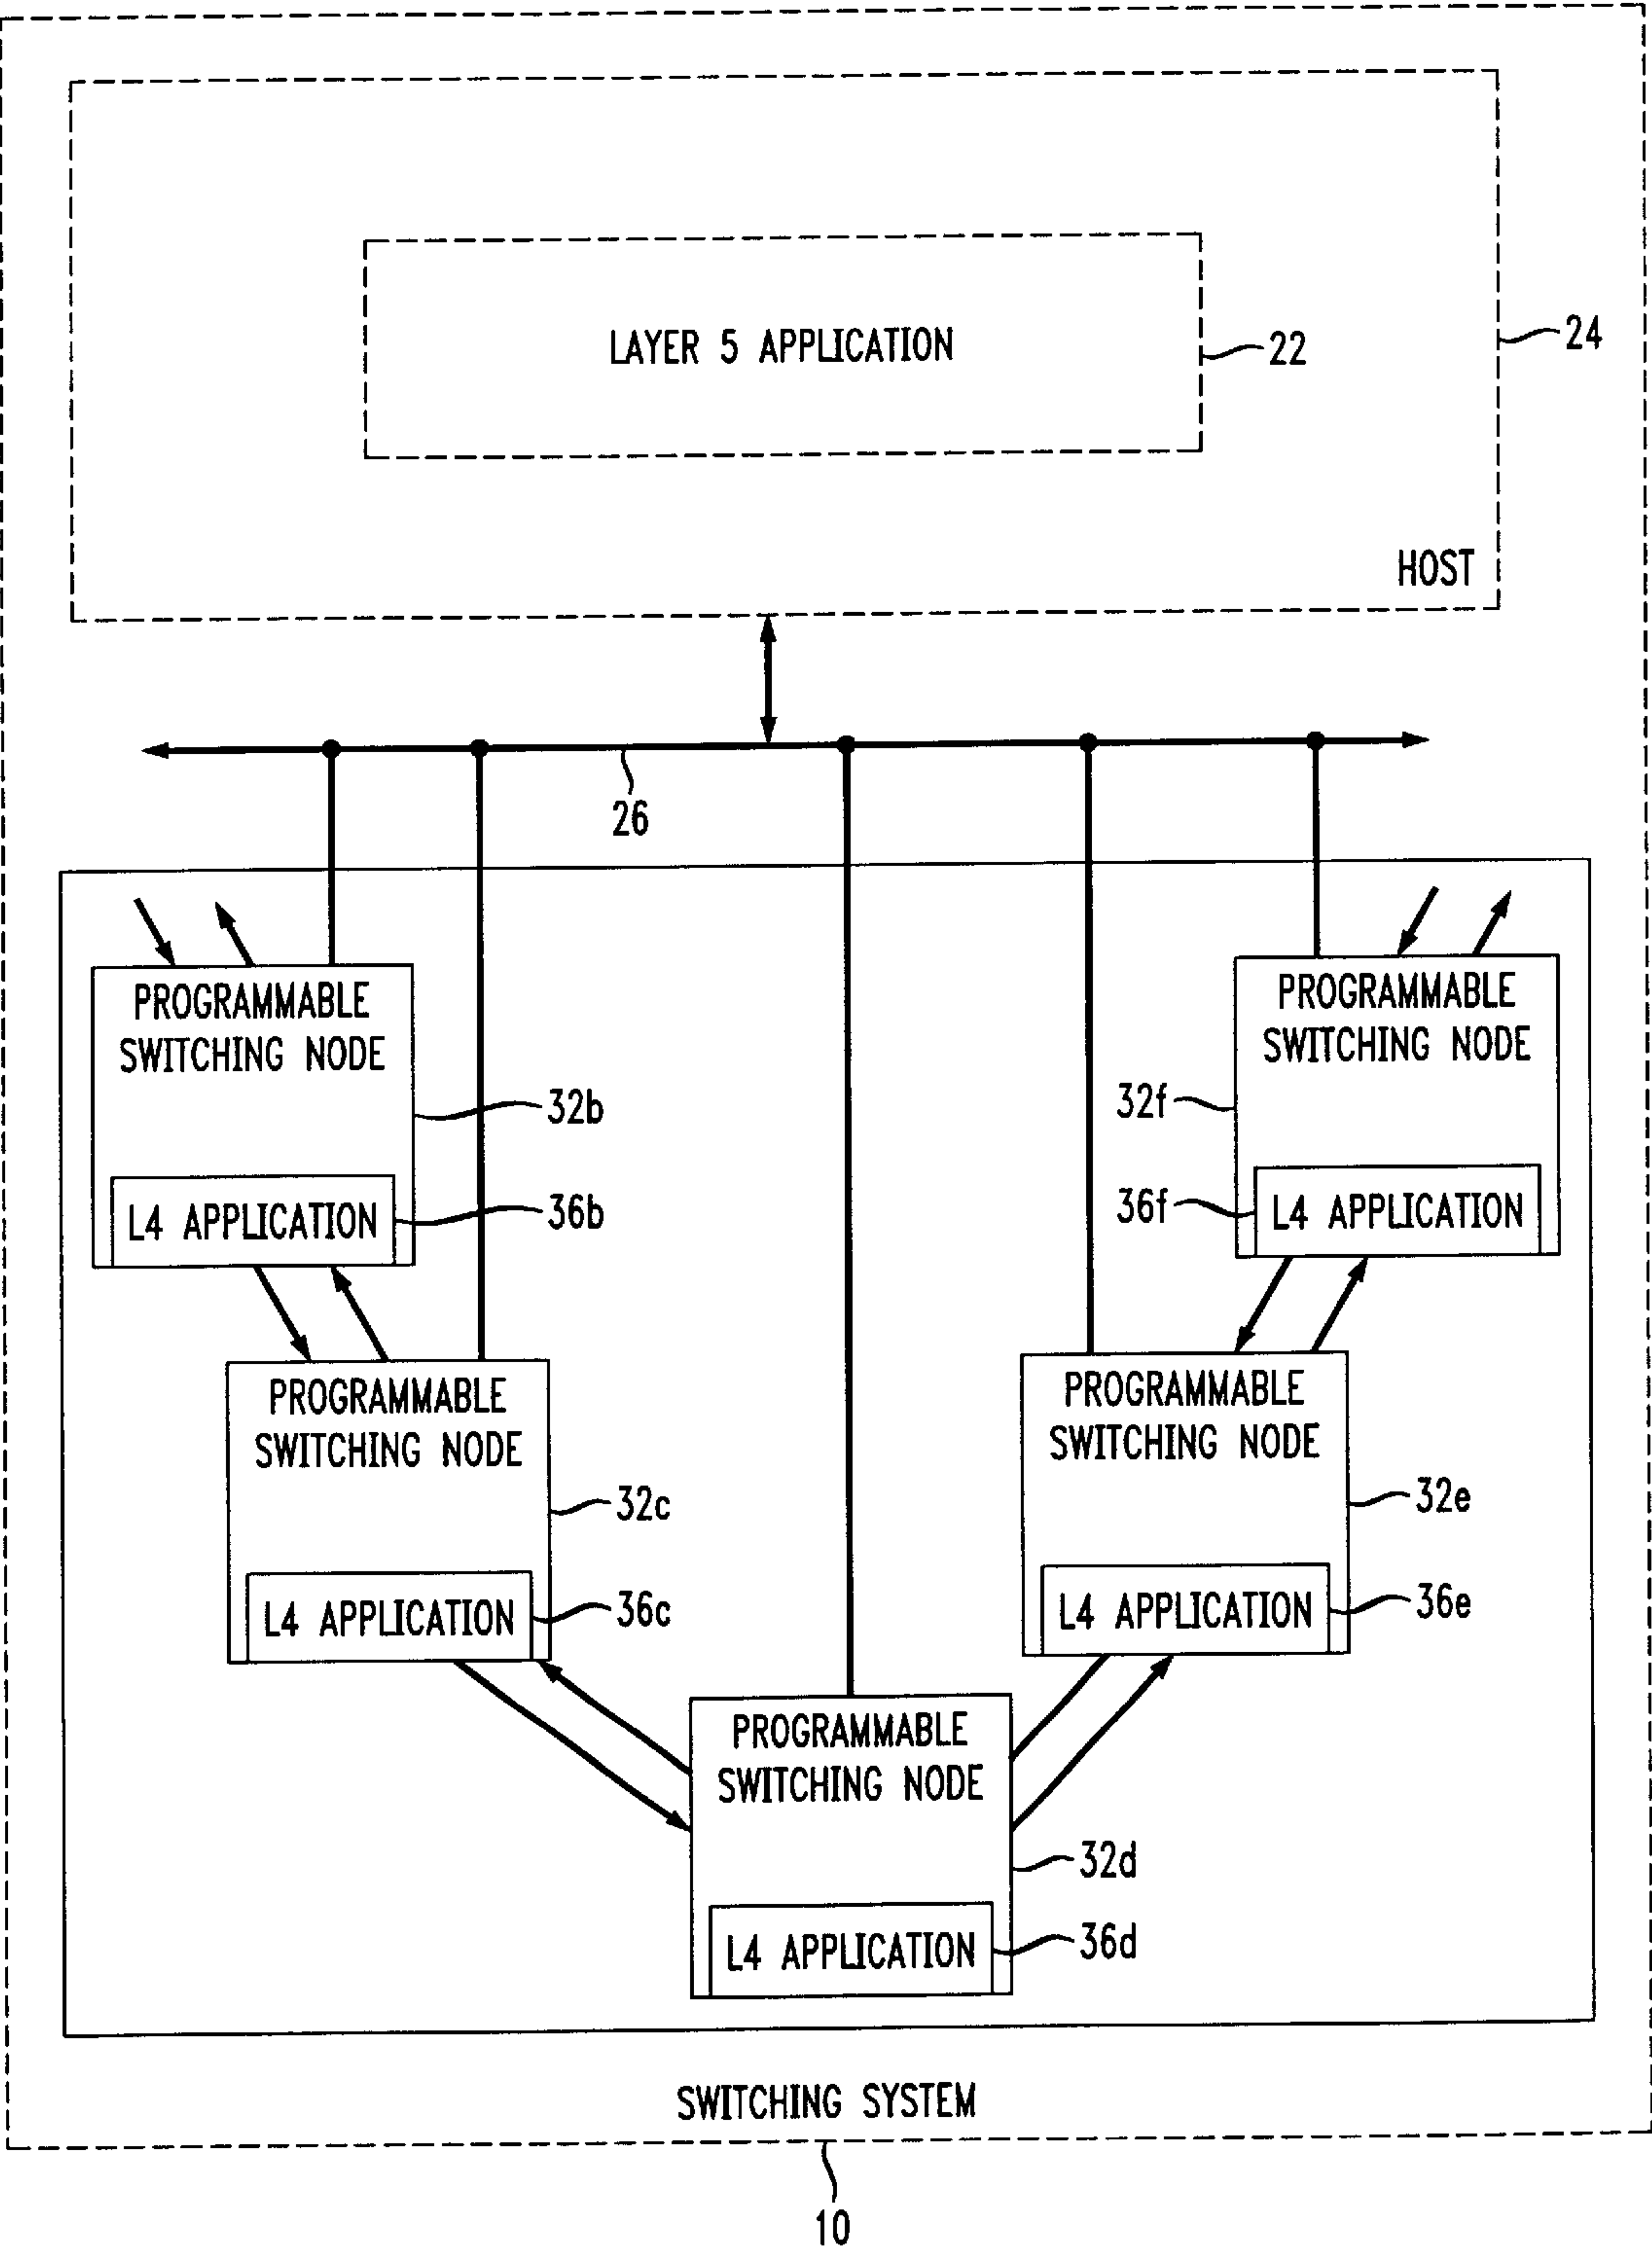 LAYER 5 APPLICATION
22
24
HOST
26
PROGRAMMABLE
SWITCHING NODE
32b
L4 APPLICATION
36b
PROGRAMMABLE
SWITCHING NODE
32f
L4 APPLICATION
36f
PROGRAMMABLE
SWITCHING NODE
32c
L4 APPLICATION
36c
PROGRAMMABLE
SWITCHING NODE
32e
L4 APPLICATION
36e
PROGRAMMABLE
SWITCHING NODE
32d
L4 APPLICATION
36d
SWITCHING SYSTEM
10